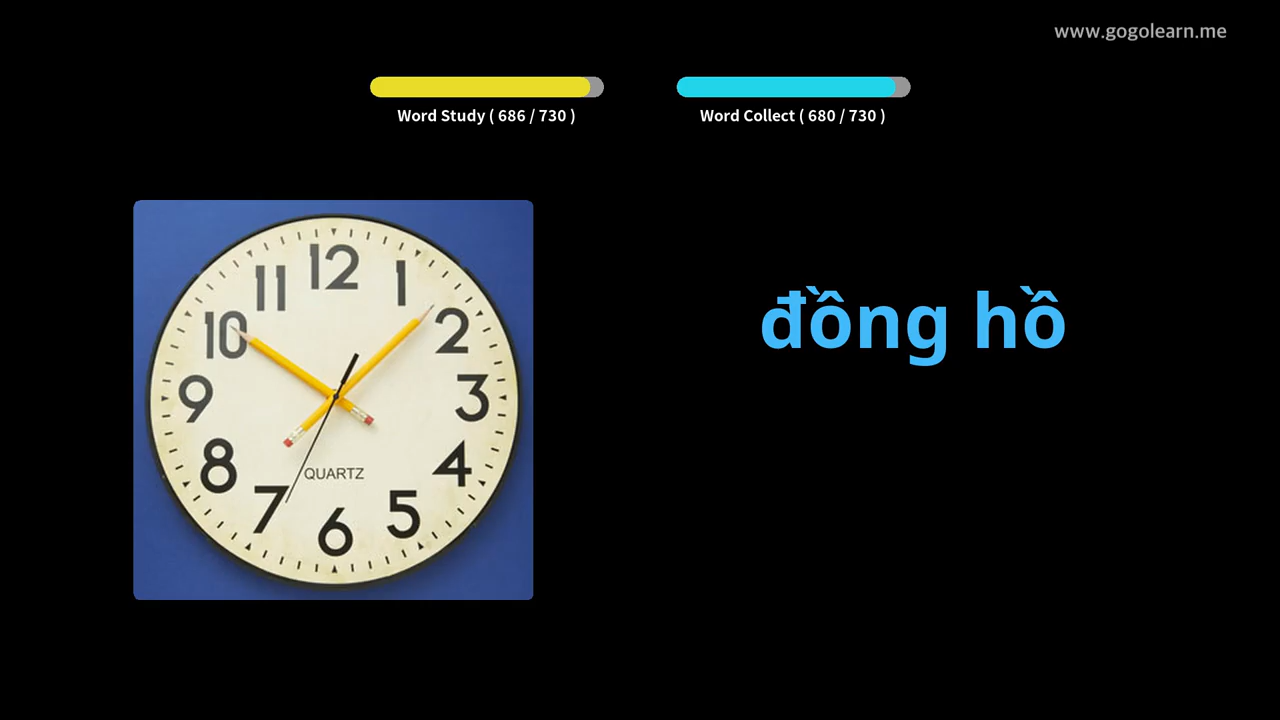 www.gogolearn.me
Word Study ( 686 / 730 )
Word Collect ( 680 / 730 )
12
11
1
10
2
9
3
8
4
7
5
6
QUARTZ
đồng hồ